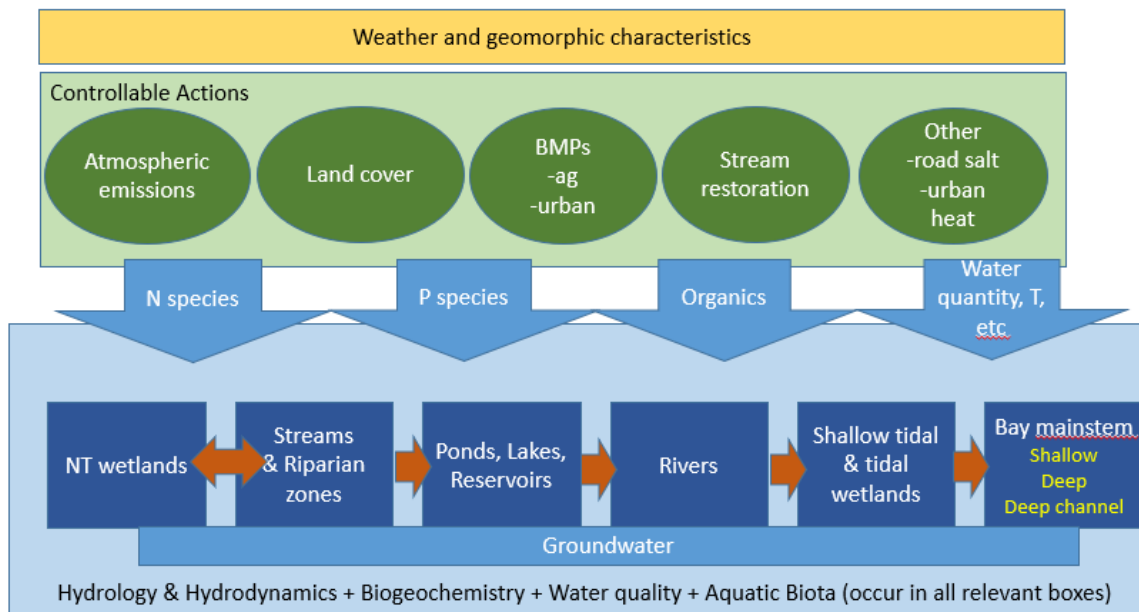 Weather and geomorphic characteristics
Controllable Actions
Atmospheric
emissions
Land cover
BMPs
-ag
-urban
Stream
restoration
Other
-road salt
-urban
heat
N species
P species
Organics
Water
quantity, T,
etc
NT wetlands
Streams
& Riparian
zones
Ponds, Lakes,
Reservoirs
Rivers
Shallow tidal
& tidal
wetlands
Bay mainstem
Shallow
Deep
Deep channel
Groundwater
Hydrology & Hydrodynamics + Biogeochemistry + Water quality + Aquatic Biota (occur in all relevant boxes)